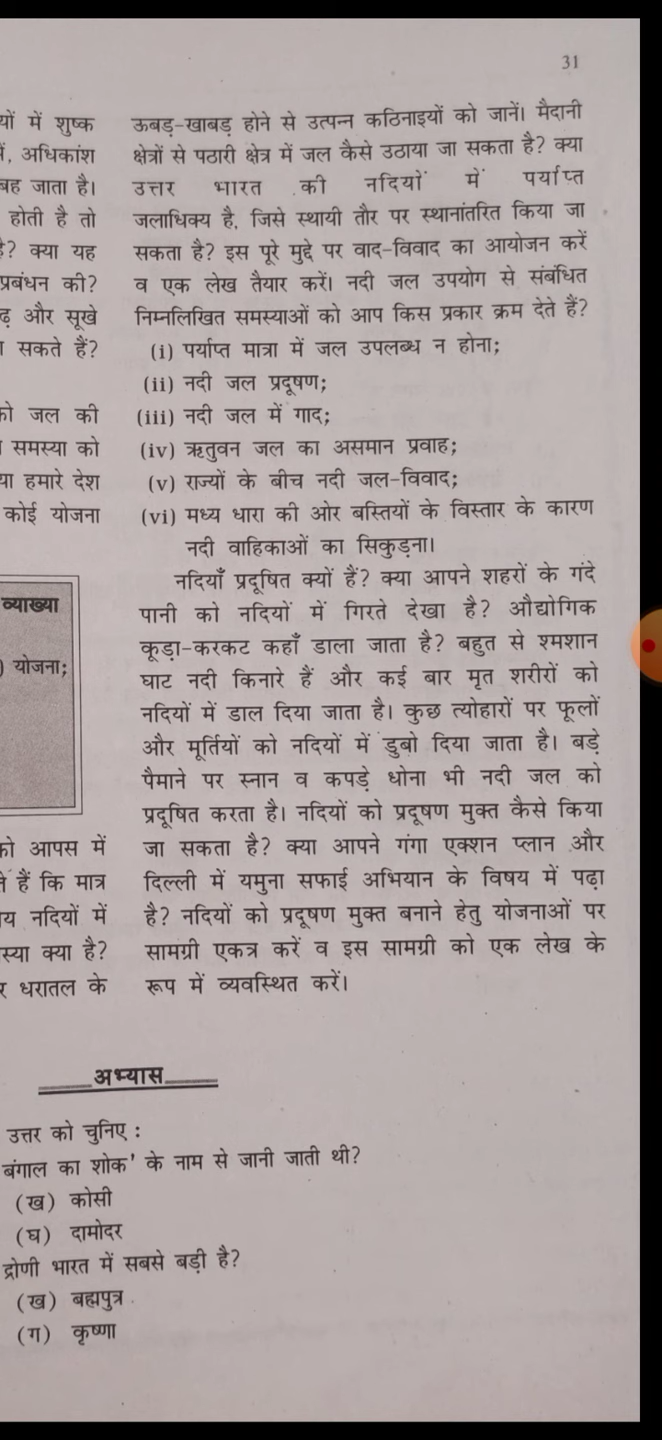 31
यों में शुष्क
में, अधिकांश
बह जाता है।
होती है तो
है? क्या यह
प्रबंधन की?
ढ़ और सूखे
सकते हैं?
को जल की
समस्या को
या हमारे देश
कोई योजना
व्याख्या
) योजना;
को आपस में
ते हैं कि मात्र
य नदियों में
स्या क्या है?
र धरातल के
ऊबड़-खाबड़ होने से उत्पन्न कठिनाइयों को जानें। मैदानी
क्षेत्रों से पठारी क्षेत्र में जल कैसे उठाया जा सकता है? क्या
उत्तर भारत की नदियों में पर्याप्त
जलाधिक्य है, जिसे स्थायी तौर पर स्थानांतरित किया जा
सकता है? इस पूरे मुद्दे पर वाद-विवाद का आयोजन करें
व एक लेख तैयार करें। नदी जल उपयोग से संबंधित
निम्नलिखित समस्याओं को आप किस प्रकार क्रम देते हैं?
(i) पर्याप्त मात्रा में जल उपलब्ध न होना;
(ii) नदी जल प्रदूषण;
(iii) नदी जल में गाद;
(iv) ऋतुवन जल का असमान प्रवाह;
(v) राज्यों के बीच नदी जल-विवाद;
(vi) मध्य धारा की ओर बस्तियों के विस्तार के कारण
नदी वाहिकाओं का सिकुड़ना।
नदियाँ प्रदूषित क्यों हैं? क्या आपने शहरों के गंदे
पानी को नदियों में गिरते देखा है? औद्योगिक
कूड़ा-करकट कहाँ डाला जाता है? बहुत से श्मशान
घाट नदी किनारे हैं और कई बार मृत शरीरों को
नदियों में डाल दिया जाता है। कुछ त्योहारों पर फूलों
और मूर्तियों को नदियों में डुबो दिया जाता है। बड़े
पैमाने पर स्नान व कपड़े धोना भी नदी जल को
प्रदूषित करता है। नदियों को प्रदूषण मुक्त कैसे किया
जा सकता है? क्या आपने गंगा एक्शन प्लान और
दिल्ली में यमुना सफाई अभियान के विषय में पढ़ा
है? नदियों को प्रदूषण मुक्त बनाने हेतु योजनाओं पर
सामग्री एकत्र करें व इस सामग्री को एक लेख के
रूप में व्यवस्थित करें।
अभ्यास
उत्तर को चुनिए :
बंगाल का शोक' के नाम से जानी जाती थी?
(ख) कोसी
(घ) दामोदर
द्रोणी भारत में सबसे बड़ी है?
(ख) बह्मपुत्र
(ग) कृष्णा